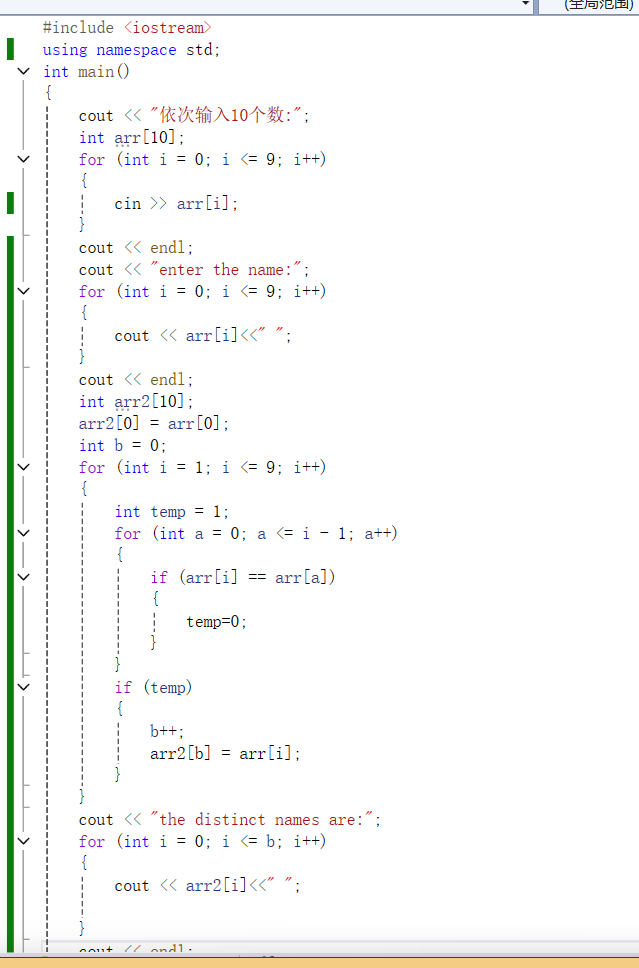 (全局范围)
#include <iostream>
using namespace std;
int main()
{
cout << "依次输入10个数:";
int arr[10];
for (int i = 0; i <= 9; i++)
{
cin >> arr[i];
}
cout << endl;
cout << "enter the name:";
for (int i = 0; i <= 9; i++)
{
cout << arr[i]<<" ";
}
cout << endl;
int arr2[10];
arr2[0] = arr[0];
int b = 0;
for (int i = 1; i <= 9; i++)
{
int temp = 1;
for (int a = 0; a <= i - 1; a++)
{
if (arr[i] == arr[a])
{
temp=0;
}
}
if (temp)
{
b++;
arr2[b] = arr[i];
}
}
cout << "the distinct names are:";
for (int i = 0; i <= b; i++)
{
cout << arr2[i]<<" ";
}
cout << endl;